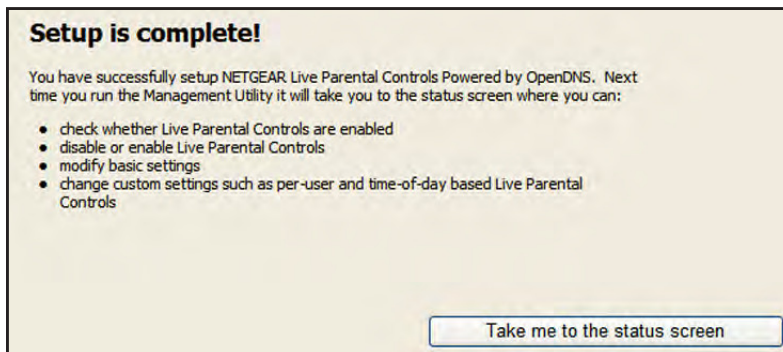 Setup is complete!
You have successfully setup NETGEAR Live Parental Controls Powered by OpenDNS. Next
time you run the Management Utility it will take you to the status screen where you can:
● check whether Live Parental Controls are enabled
● disable or enable Live Parental Controls
● modify basic settings
● change custom settings such as per-user and time-of-day based Live Parental
Controls
Take me to the status screen